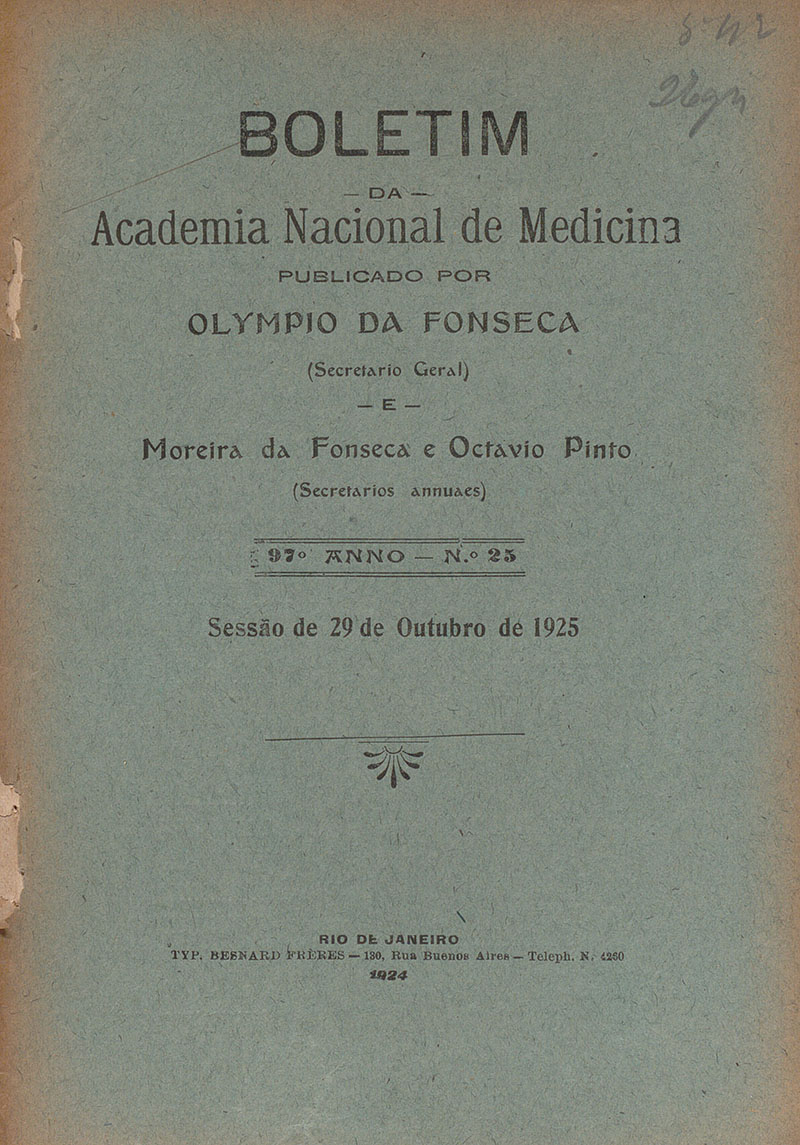 BOLETIM
— DA —
Academia Nacional de Medicina
PUBLICADO POR
OLYMPIO DA FONSECA
(Secretario Geral)
— E —
Moreira da Fonseca e Octavio Pinto
(Secretarios annuaes)
97º ANNO — N.º 25
Sessão de 29 de Outubro de 1925
RIO DE JANEIRO
TYP. BESNARD FRÈRES — 130, Rua Buenos Aires — Teleph. N. 4260
1924